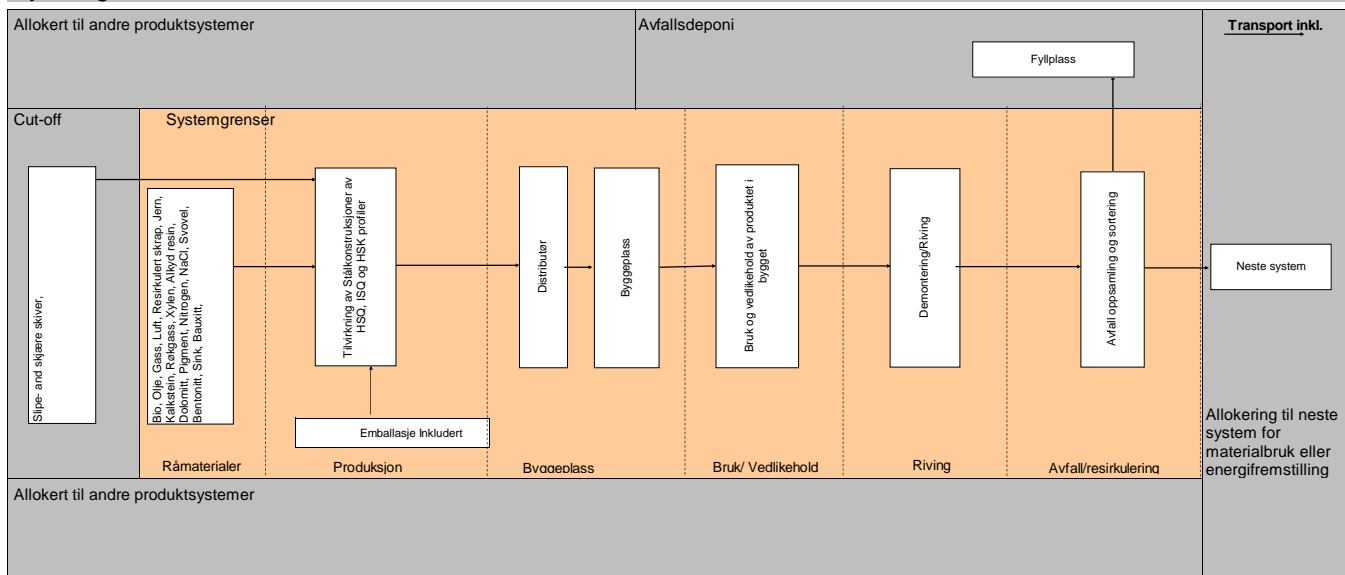 Allokert til andre produktsystemer
Avfallsdeponi
Transport inkl.
Fyllplass
Cut-off
Systemgrenser
Slipe- and skjære skiver,
Bio, Olje, Gass, Luft, Resirkulert skrap, Jern,
Kalkstein, Røkgass, Xylen, Alkyd resin,
Dolomitt, Pigment, Nitrogen, NaCl, Svovel,
Bentonitt, Sink, Bauxitt,
Tilvirkning av Stålkonstruksjoner av
HSQ, ISQ og HSK profiler
Distributør
Byggeplass
Bruk og vedlikehold av produktet i
bygget
Demontering/Riving
Avfall oppsamling og sortering
Neste system
Emballasje Inkludert
Råmaterialer
Produksjon
Byggeplass
Bruk/ Vedlikehold
Riving
Avfall/resirkulering
Allokering til neste
system for
materialbruk eller
energifremstilling
Allokert til andre produktsystemer